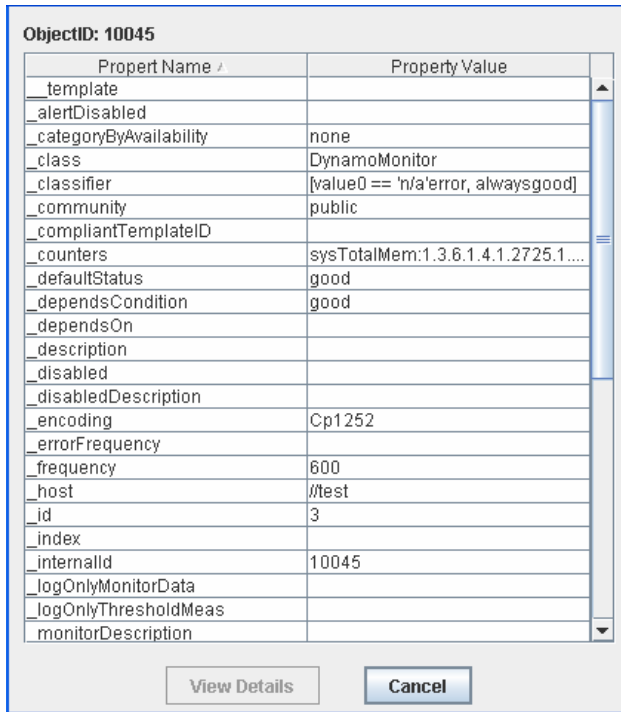 ObjectID: 10045
Propert Name Property Value
__template
_alertDisabled
_categoryByAvailability none
_class DynamoMonitor
_classifier [value0 == 'n/a'error, alwaysgood]
_community public
_compliantTemplateID
_counters sysTotalMem:1.3.6.1.4.1.2725.1....
_defaultStatus good
_dependsCondition good
_dependsOn
_description
_disabled
_disabledDescription
_encoding Cp1252
_errorFrequency
_frequency 600
_host //test
_id 3
_index
_internalId 10045
_logOnlyMonitorData
_logOnlyThresholdMeas
_monitorDescription
View Details Cancel